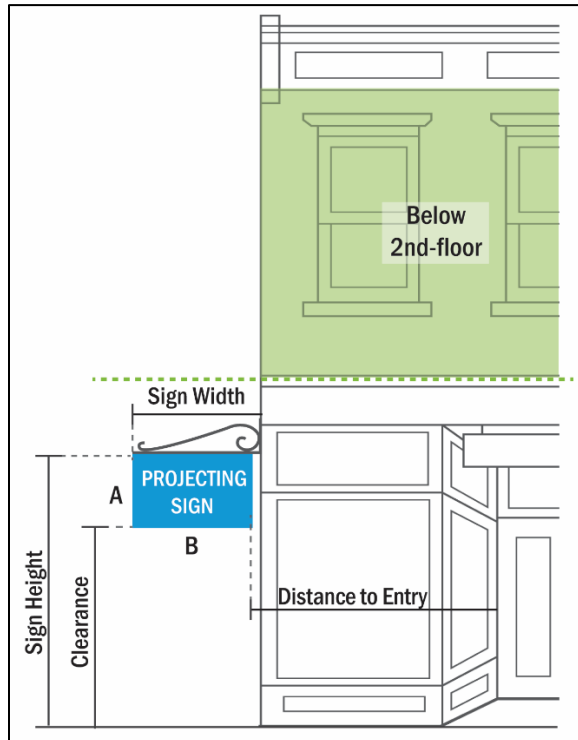 Below
2nd-floor
Sign Width
PROJECTING
SIGN
A
B
Distance to Entry
Sign Height
Clearance